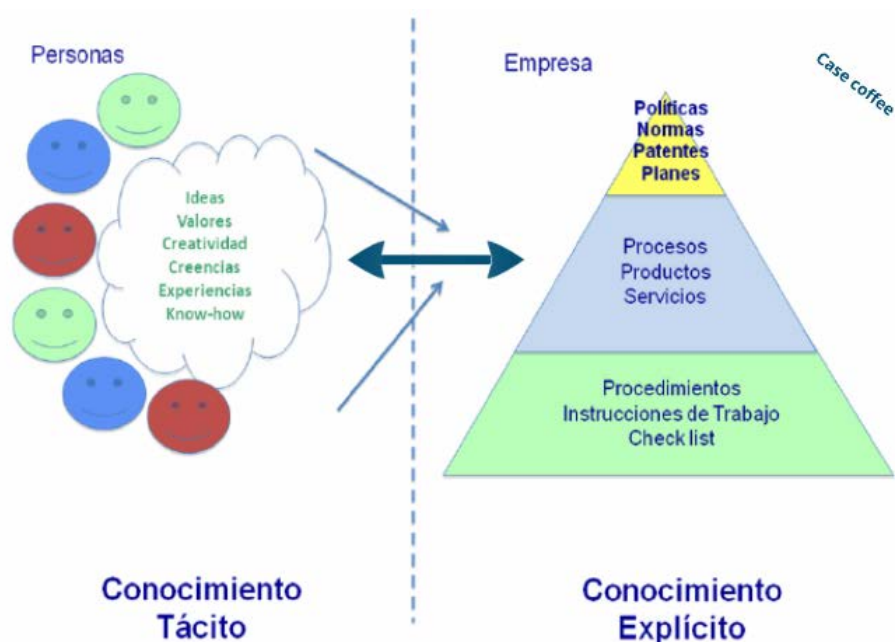 Personas
Ideas
Valores
Creatividad
Creencias
Experiencias
Know-how
Conocimiento
Tácito
Empresa
Case coffee
Políticas
Normas
Patentes
Planes
Procesos
Productos
Servicios
Procedimientos
Instrucciones de Trabajo
Check list
Conocimiento
Explícito